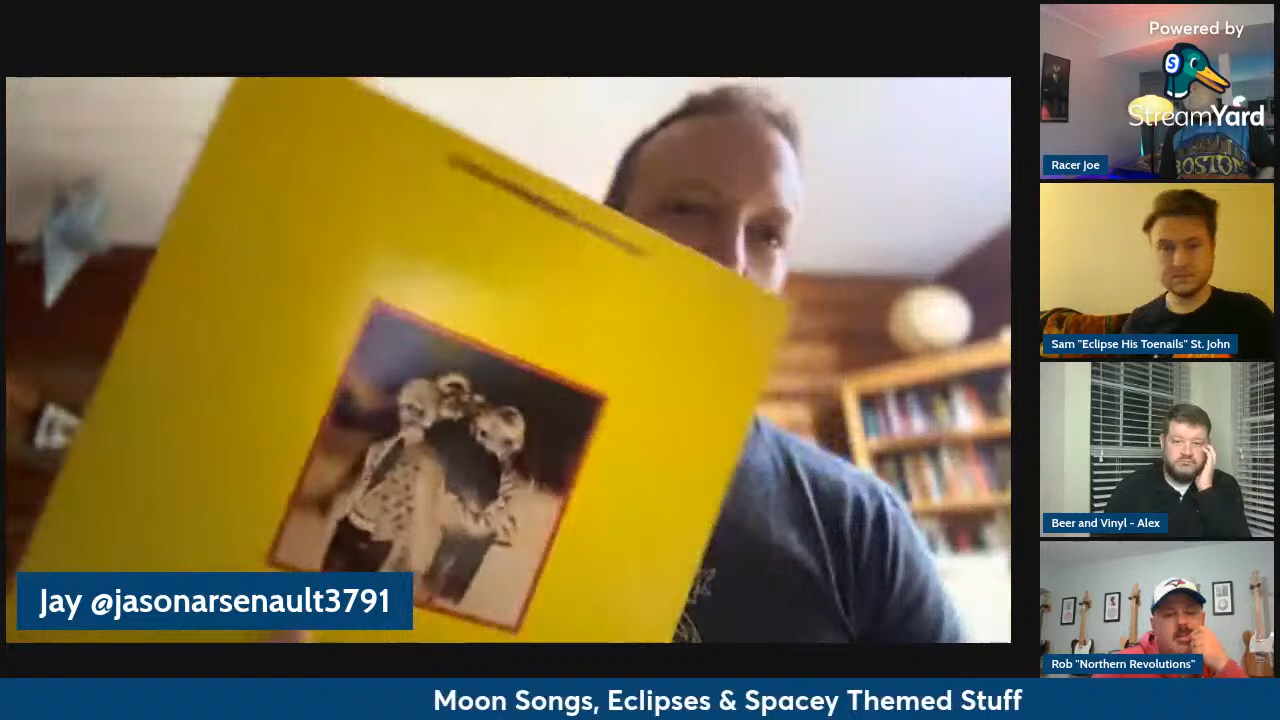 Powered by
S
StreamYard
BOSTON
Racer Joe
Sam "Eclipse His Toenails" St. John
Beer and Vinyl - Alex
Rob "Northern Revolutions"
Jay @jasonarsenault3791
Moon Songs, Eclipses & Spacey Themed Stuff